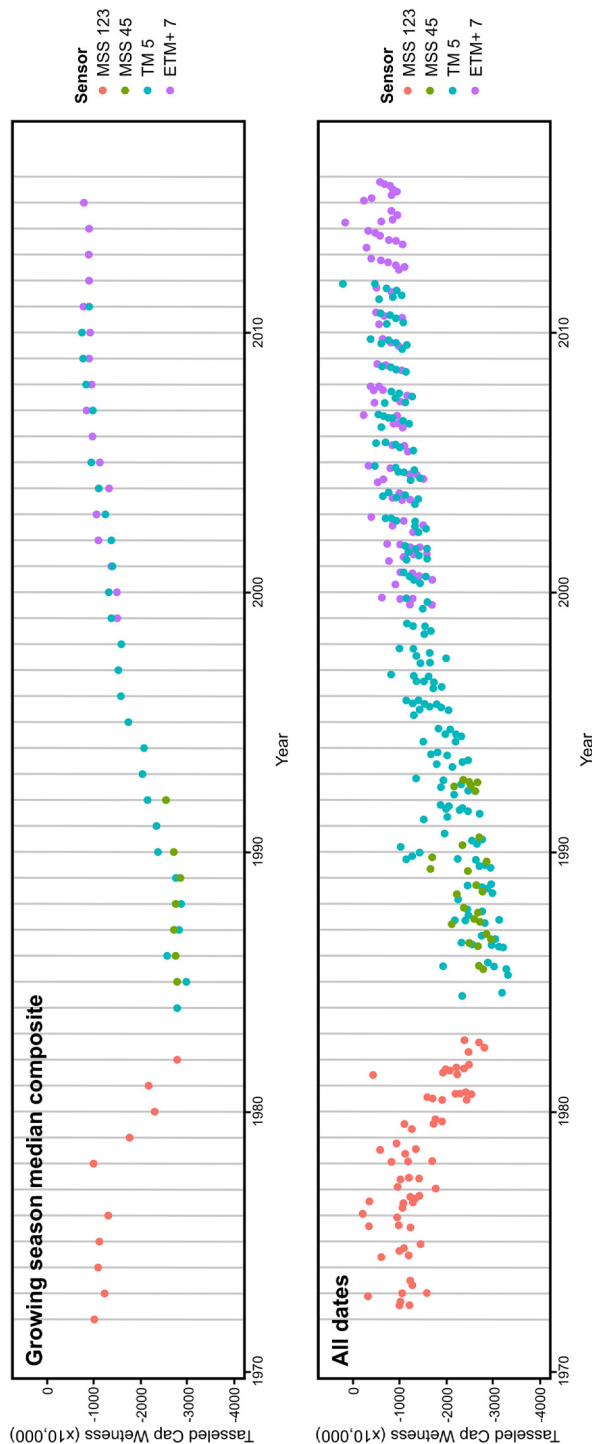 Growing season median composite
Tasseled Cap Wetness (x10,000)
0
-1000
-2000
-3000
-4000
1970
1980
1990
2000
2010
Year
Sensor
MSS 123
MSS 45
TM 5
ETM+ 7
All dates
Tasseled Cap Wetness (x10,000)
0
-1000
-2000
-3000
-4000
1970
1980
1990
2000
2010
Year
Sensor
MSS 123
MSS 45
TM 5
ETM+ 7